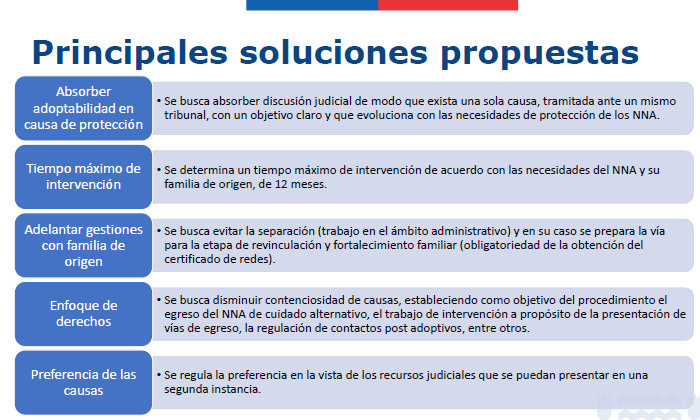 Principales soluciones propuestas
Absorber
adoptabilidad en
causa de protección
• Se busca absorber discusión judicial de modo que exista una sola causa, tramitada ante un mismo
tribunal, con un objetivo claro y que evoluciona con las necesidades de protección de los NNA.
Tiempo máximo de
intervención
• Se determina un tiempo máximo de intervención de acuerdo con las necesidades del NNA y su
familia de origen, de 12 meses.
Adelantar gestiones
con familia de
origen
• Se busca evitar la separación (trabajo en el ámbito administrativo) y en su caso se prepara la vía
para la etapa de revinculación y fortalecimiento familiar (obligatoriedad de la obtención del
certificado de redes).
Enfoque de
derechos
• Se busca disminuir contenciosidad de causas, estableciendo como objetivo del procedimiento el
egreso del NNA de cuidado alternativo, el trabajo de intervención a propósito de la presentación de
vías de egreso, la regulación de contactos post adoptivos, entre otros.
Preferencia de las
causas
• Se regula la preferencia en la vista de los recursos judiciales que se puedan presentar en una
segunda instancia.